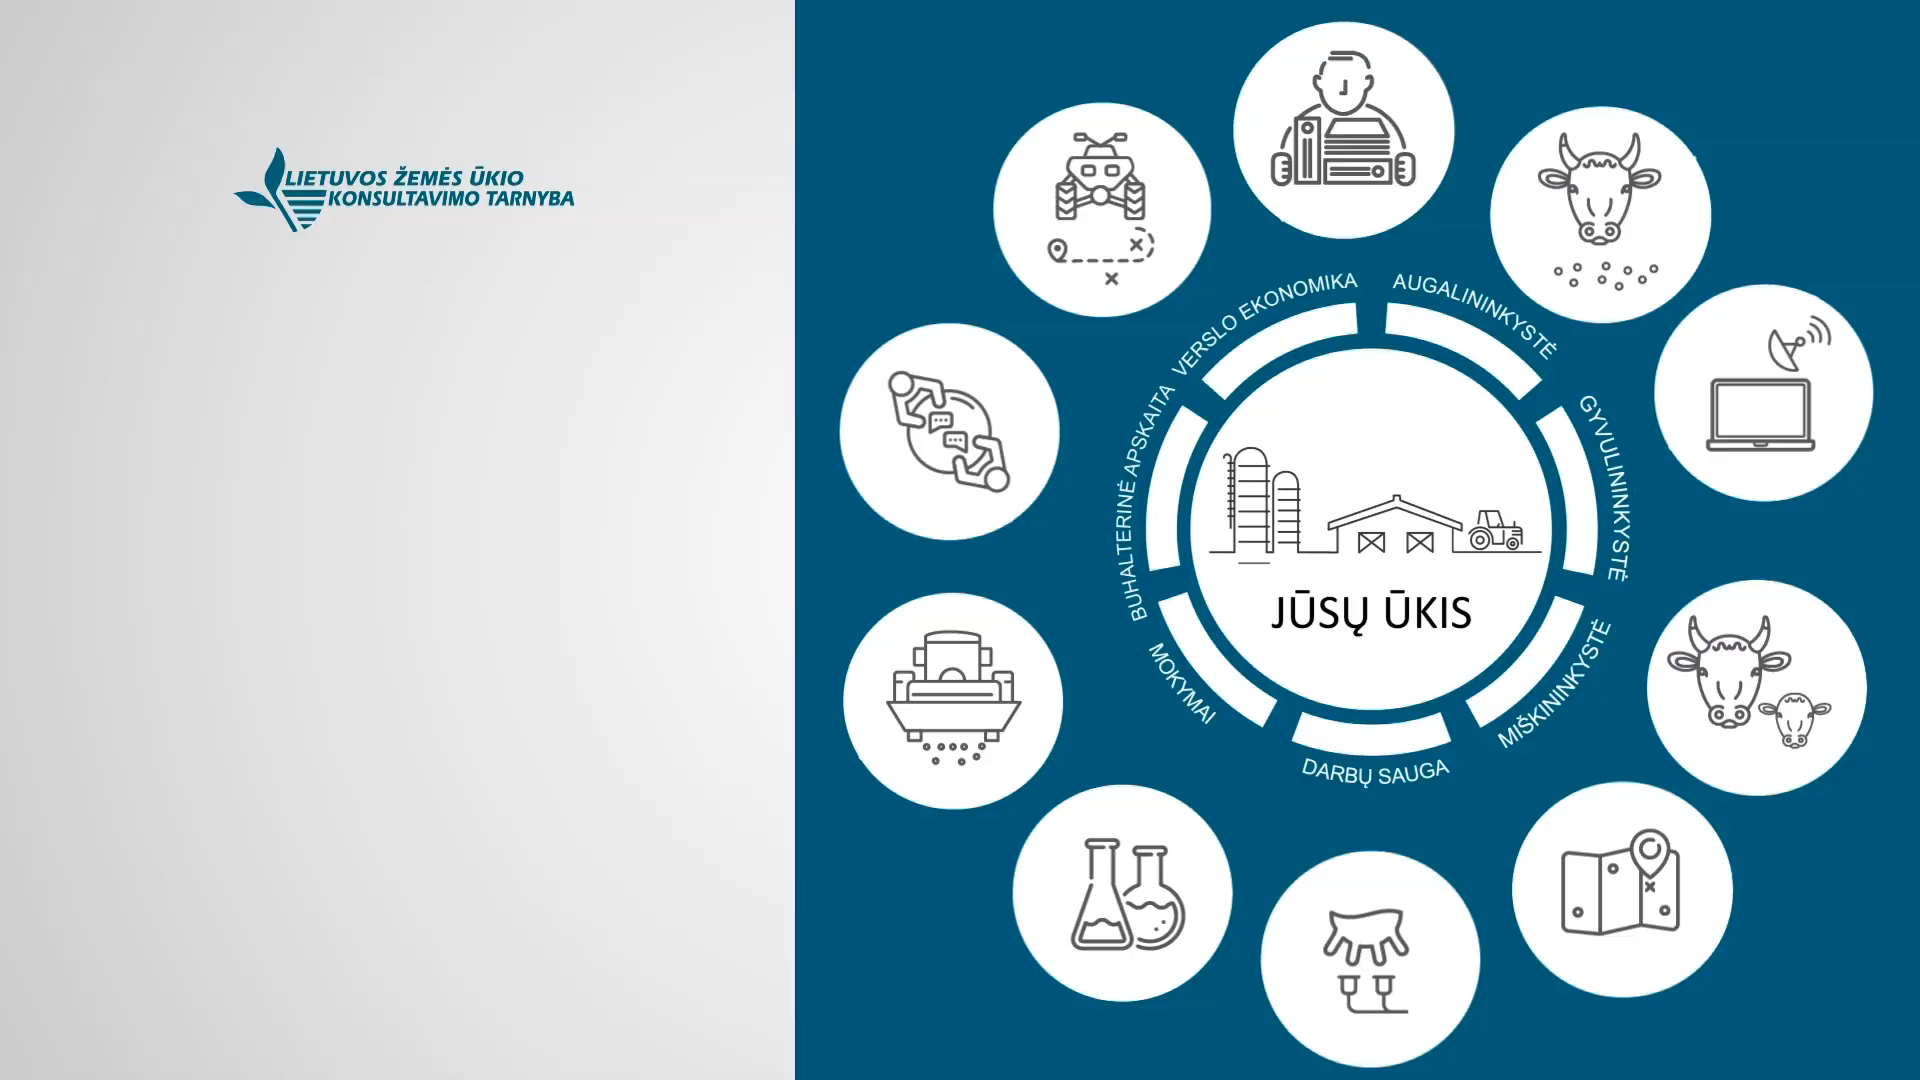 LIETUVOS ŽEMĖS ŪKIO
KONSULTAVIMO TARNYBA
VERSLO EKONOMIKA
AUGALININKYSTĖ
GYVULININKYSTĖ
MIŠKININKYSTĖ
DARBŲ SAUGA
MOKYMAI
BUHALTERINĖ APSKAITA
JŪSŲ ŪKIS